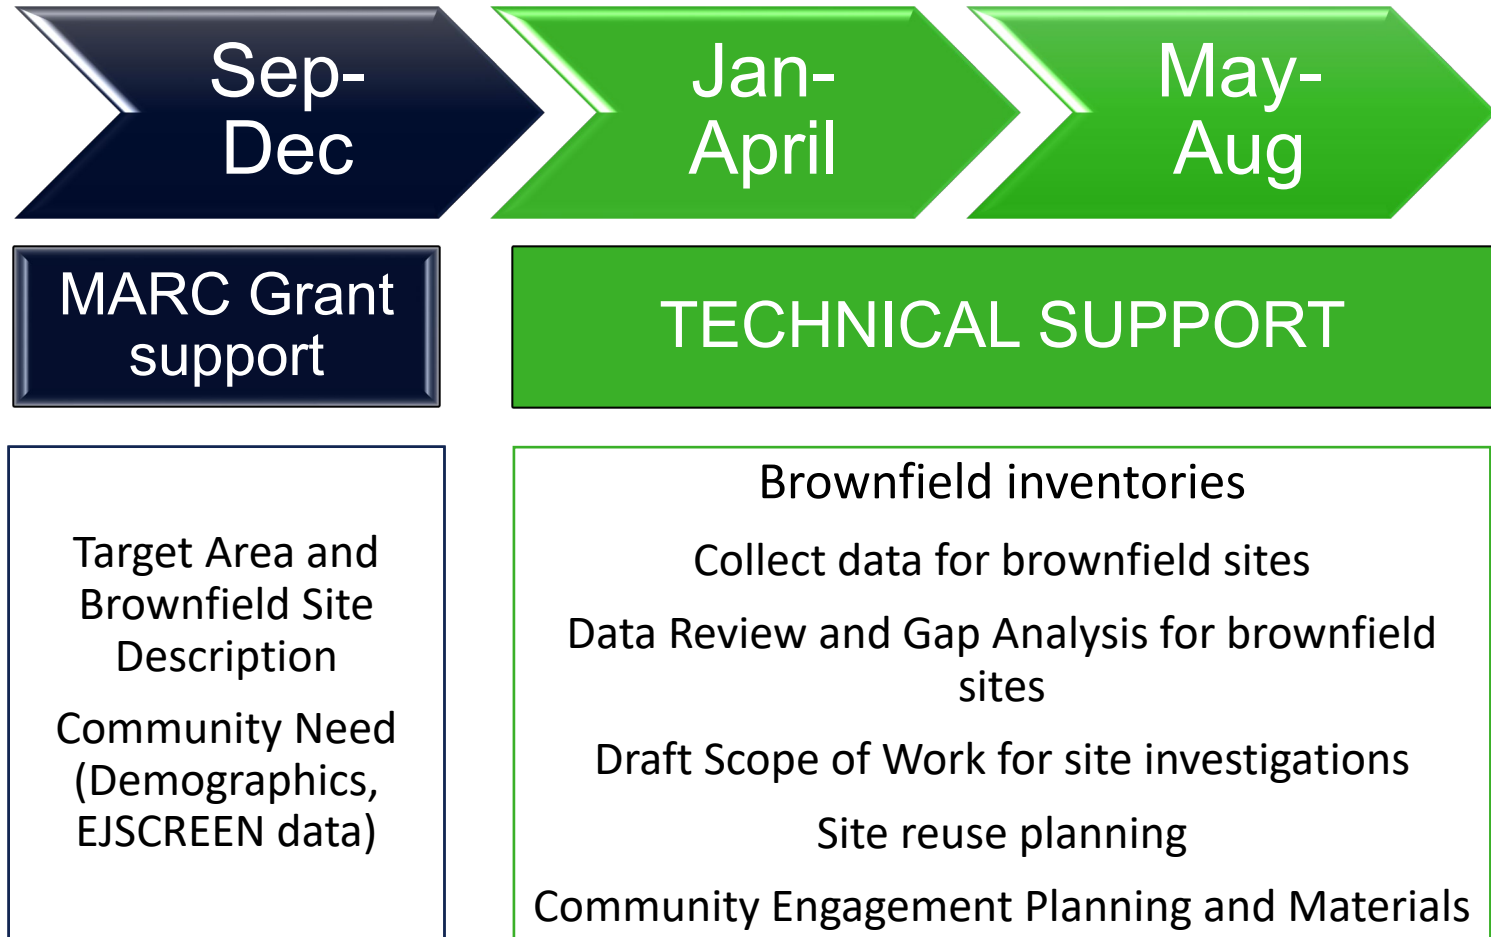 Sep-
Dec
Jan-
April
May-
Aug
MARC Grant
support
TECHNICAL SUPPORT
Target Area and
Brownfield Site
Description
Community Need
(Demographics,
EJSCREEN data)
Brownfield inventories
Collect data for brownfield sites
Data Review and Gap Analysis for brownfield
sites
Draft Scope of Work for site investigations
Site reuse planning
Community Engagement Planning and Materials